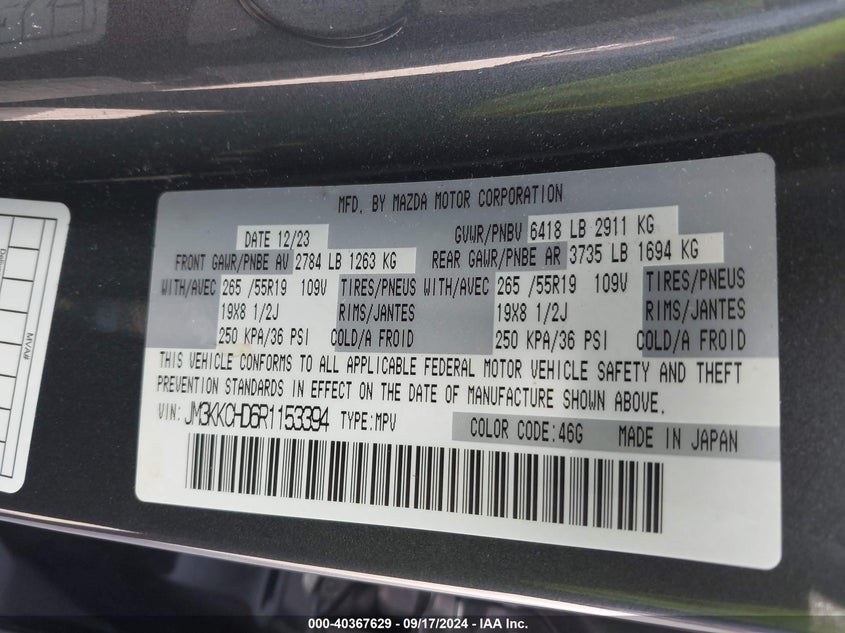 MFD. BY MAZDA MOTOR CORPORATION
DATE 12/23 GVWR/PNBV 6418 LB 2911 KG
FRONT GAWR/PNBE AV 2784 LB 1263 KG REAR GAWR/PNBE AR 3735 LB 1694 KG
WITH/AVEC 265 /55R19 109V TIRES/PNEUS WITH/AVEC 265 /55R19 109V TIRES/PNEUS
19X8 1/2J RIMS/JANTES 19X8 1/2J RIMS/JANTES
250 KPA/36 PSI COLD/A FROID 250 KPA/36 PSI COLD/A FROID
THIS VEHICLE CONFORMS TO ALL APPLICABLE FEDERAL MOTOR VEHICLE SAFETY AND THEFT
PREVENTION STANDARDS IN EFFECT ON THE DATE OF MANUFACTURE SHOWN ABOVE.
VIN: JM3KKCHD6R1153394 TYPE:MPV COLOR CODE:46G MADE IN JAPAN
MVAB
000-40367629 - 09/17/2024 - IAA Inc.